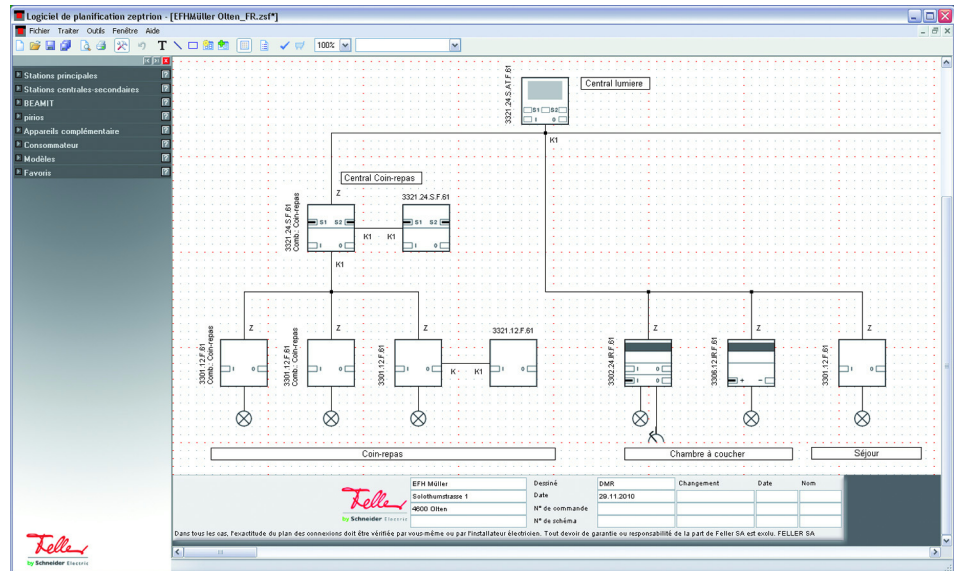 Logiciel de planification zeptrion - [EFHMüller Olten_FR.zsf*]
Fichier Traiter Outils Fenêtre Aide
T
100%
Stations principales ?
Stations centrales-secondaires ?
BEAMIT ?
pirios ?
Appareils complémentaire ?
Consommateur ?
Modèles ?
Favoris ?
Central lumiere
3321.24.S.AT.F.61
S1 S2
I 0
K1
Central Coin-repas
Z
3321.24.S.F.61
Comb.: Coin-repas
S1 S2
I 0
K1 K1
3321.24.S.F.61
S1 S2
I 0
K1
Z Z Z Z Z Z
3301.12.F.61
Comb.: Coin-repas
I 0
3301.12.F.61
Comb.: Coin-repas
I 0
3301.12.F.61
I 0
K K1
3321.12.F.61
I 0
3302.24.IR.F.61
I 0
I 0
3306.12.IR.F.61
+ -
3301.12.F.61
I 0
Coin-repas
Chambre à coucher
Séjour
Feller
by Schneider Electric
EFH Müller Dessiné DMR Changement Date Nom
Solothurnstrasse 1 Date 29.11.2010
4600 Olten N° de commande
N° de schéma
Dans tous les cas, l'exactitude du plan des connexions doit être vérifiée par vous-même ou par l'installateur électricien. Tout devoir de garantie ou responsabilité de la part de Feller SA est exclu. FELLER SA
Feller
by Schneider Electric